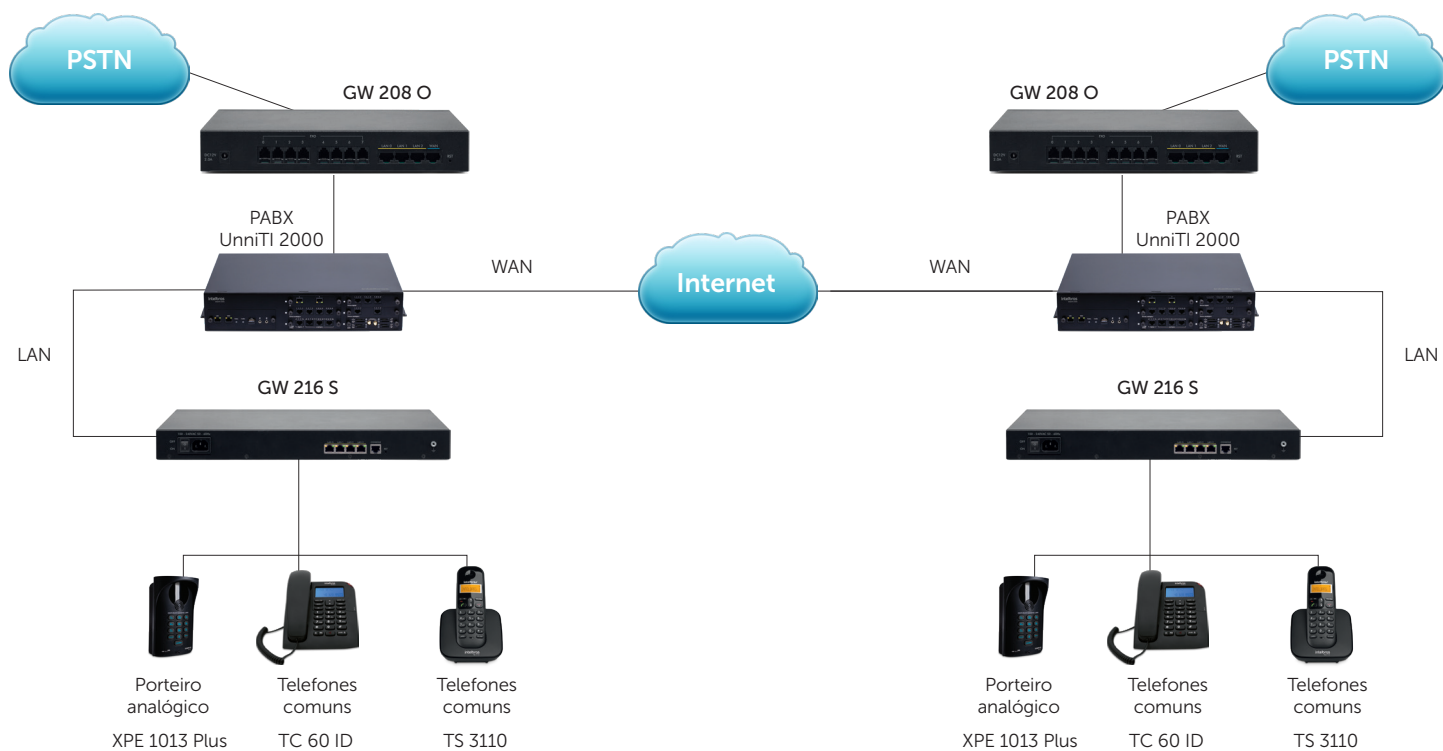 PSTN
PSTN
GW 208 O
GW 208 O
PABX
UnniTI 2000
PABX
UnniTI 2000
WAN
Internet
WAN
LAN
LAN
GW 216 S
GW 216 S
Porteiro
analógico
XPE 1013 Plus
Telefones
comuns
TC 60 ID
Telefones
comuns
TS 3110
Porteiro
analógico
XPE 1013 Plus
Telefones
comuns
TC 60 ID
Telefones
comuns
TS 3110